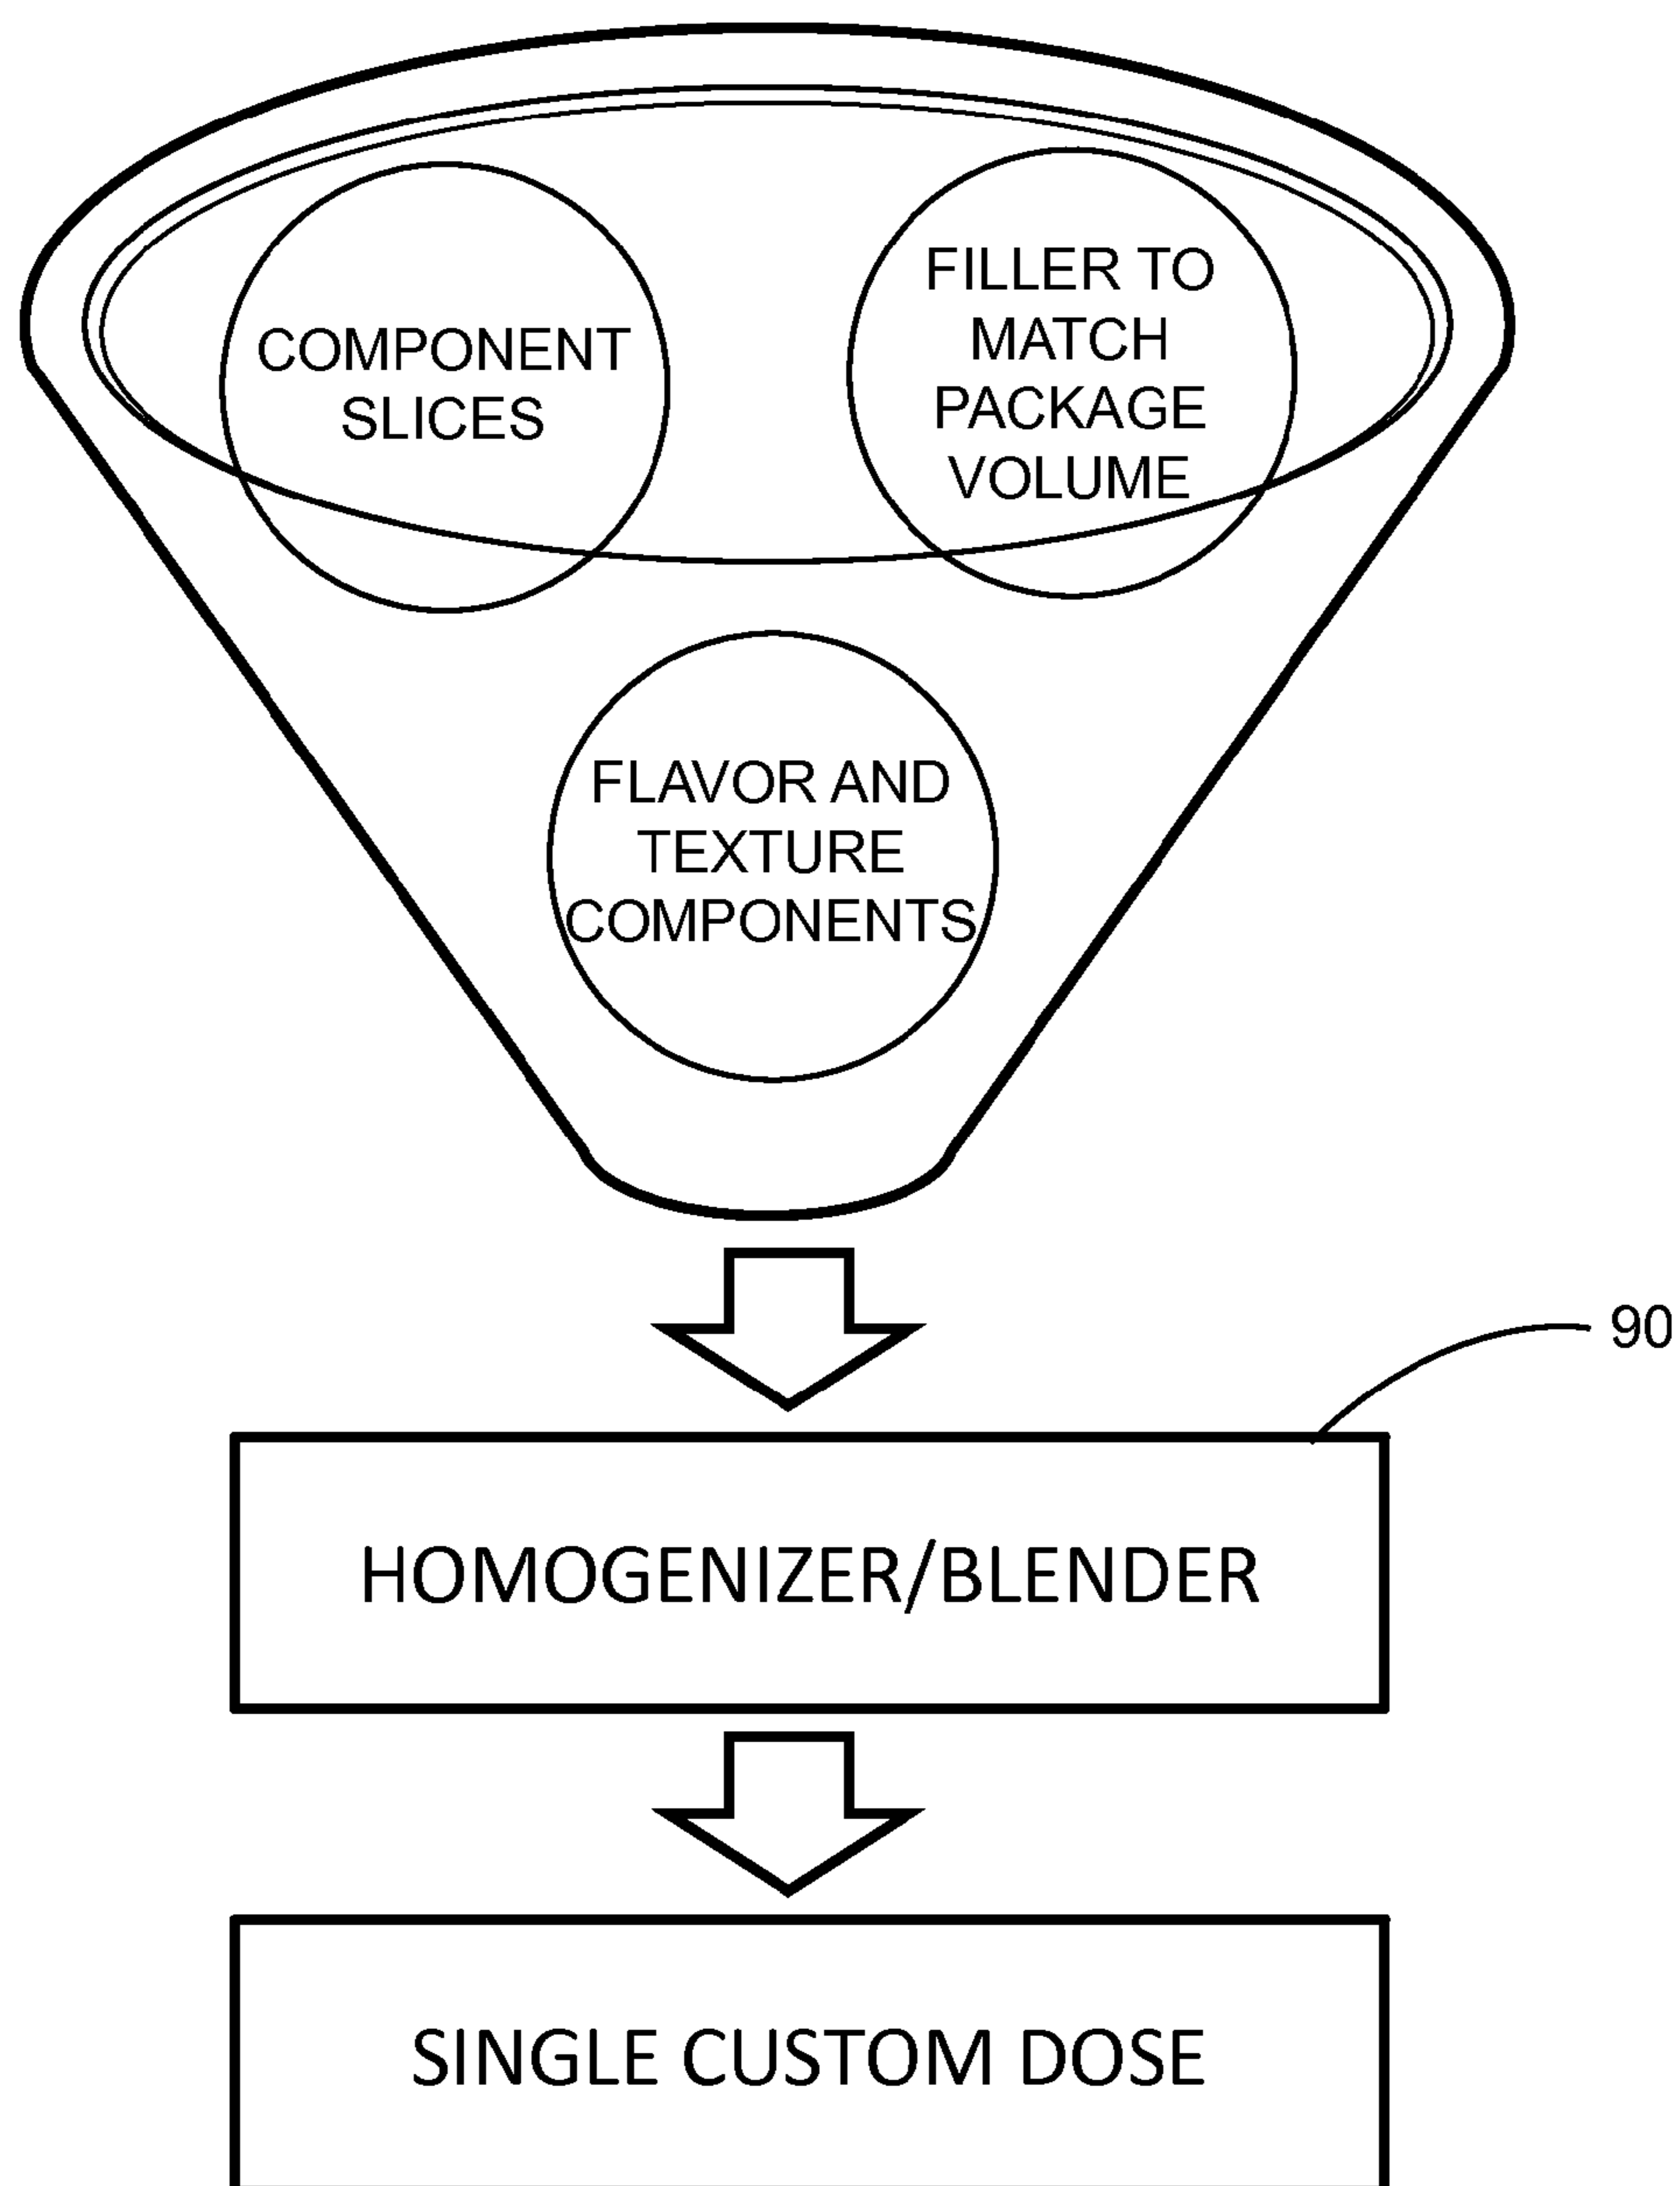 COMPONENT
SLICES
FILLER TO
MATCH
PACKAGE
VOLUME
FLAVOR AND
TEXTURE
COMPONENTS
90
HOMOGENIZER/BLENDER
SINGLE CUSTOM DOSE